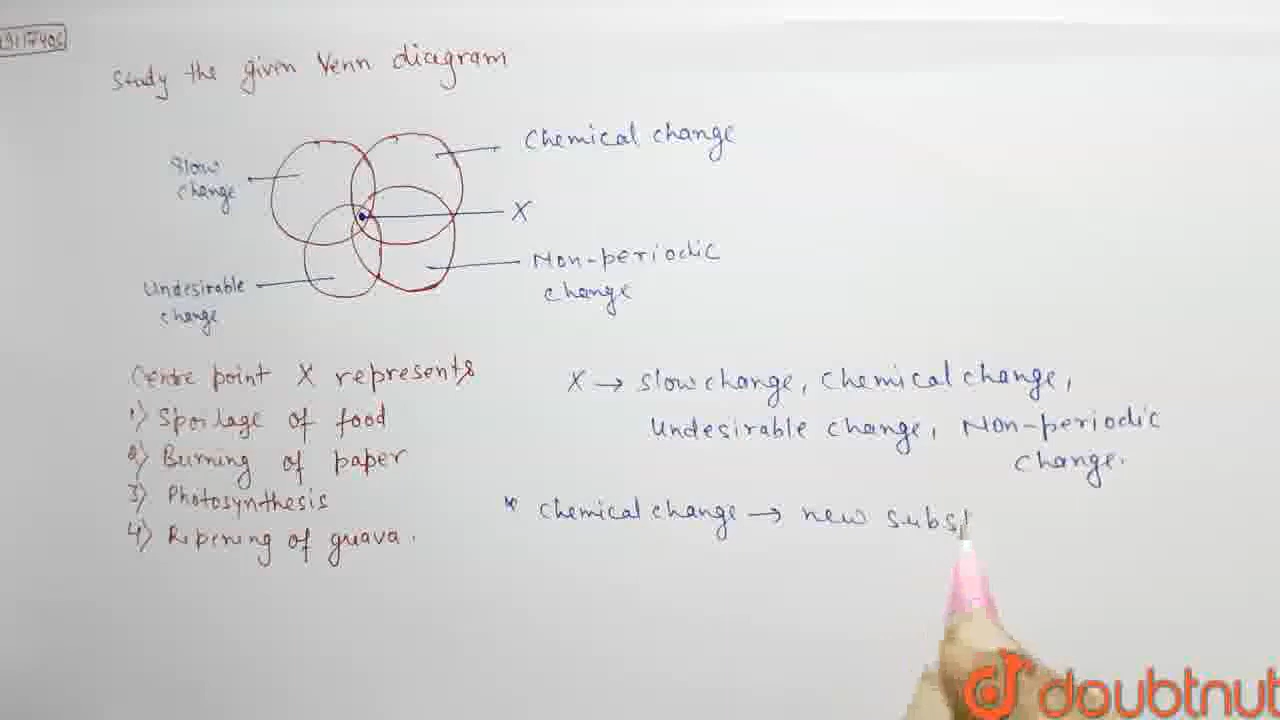 Study the given Venn diagram
Chemical change
Slow
change
X
Non-periodic
change
Undesirable
change
Centre point X represents
1) Spoilage of food
2) Burning of paper
3) Photosynthesis
4) Ripening of guava.
X → slow change, chemical change,
Undesirable change, Non-periodic
change.
* chemical change → new subst
doubtnut